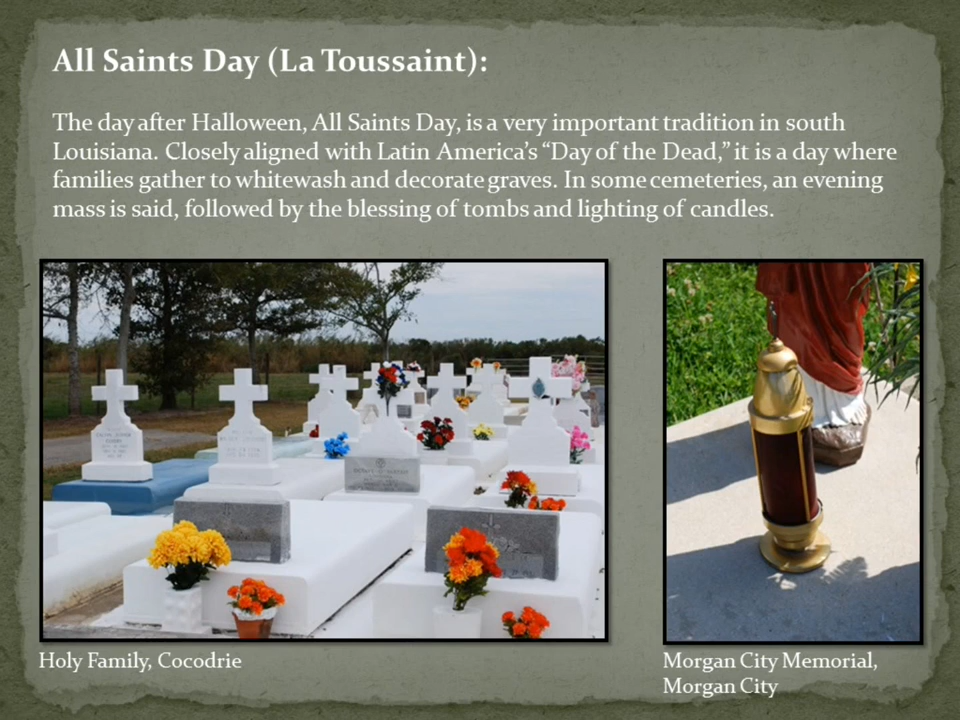 All Saints Day (La Toussaint):
The day after Halloween, All Saints Day, is a very important tradition in south
Louisiana. Closely aligned with Latin America's “Day of the Dead,” it is a day where
families gather to whitewash and decorate graves. In some cemeteries, an evening
mass is said, followed by the blessing of tombs and lighting of candles.
Holy Family, Cocodrie
Morgan City Memorial,
Morgan City